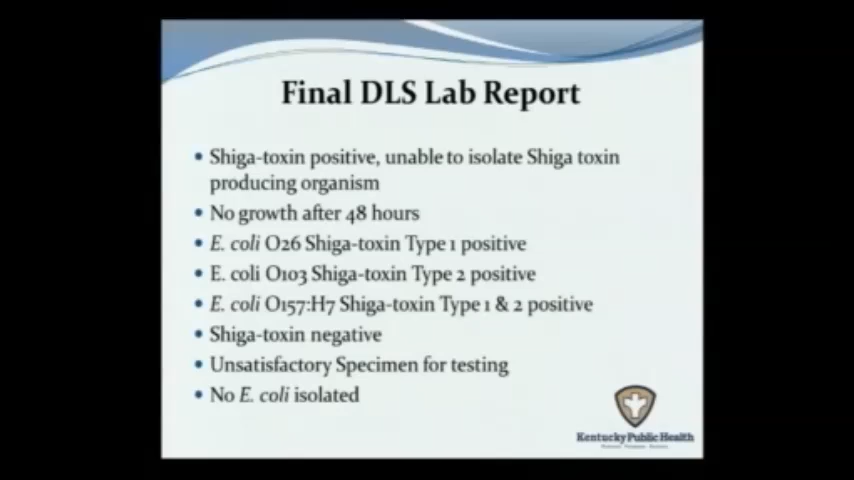 Final DLS Lab Report
• Shiga-toxin positive, unable to isolate Shiga toxin
producing organism
• No growth after 48 hours
• E. coli O26 Shiga-toxin Type 1 positive
• E. coli O103 Shiga-toxin Type 2 positive
• E. coli O157:H7 Shiga-toxin Type 1 & 2 positive
• Shiga-toxin negative
• Unsatisfactory Specimen for testing
• No E. coli isolated
Kentucky Public Health